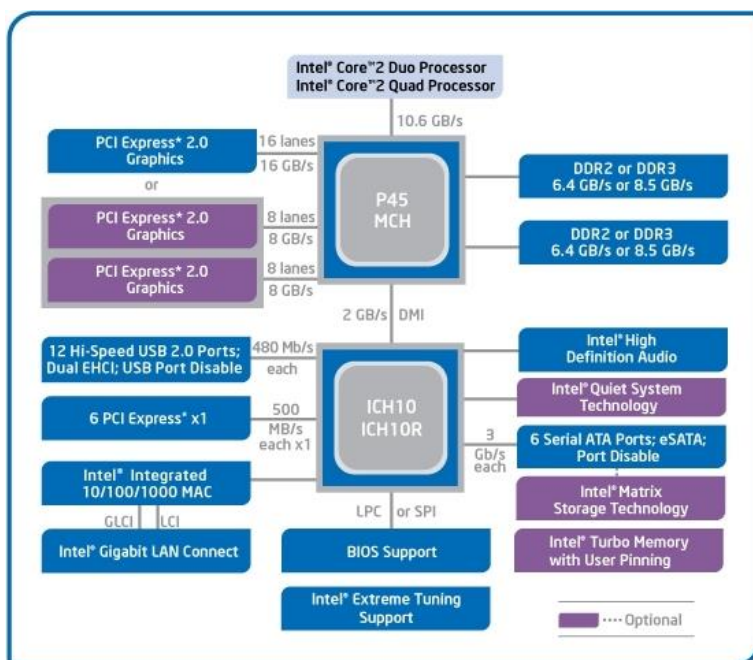 Intel® Core™2 Duo Processor
Intel® Core™2 Quad Processor
10.6 GB/s
PCI Express* 2.0
Graphics
16 lanes
16 GB/s
or
PCI Express* 2.0
Graphics
8 lanes
8 GB/s
PCI Express* 2.0
Graphics
8 lanes
8 GB/s
P45
MCH
DDR2 or DDR3
6.4 GB/s or 8.5 GB/s
DDR2 or DDR3
6.4 GB/s or 8.5 GB/s
2 GB/s DMI
12 Hi-Speed USB 2.0 Ports;
Dual EHCI; USB Port Disable
480 Mb/s
each
6 PCI Express* x1
500
MB/s
each x1
Intel® Integrated
10/100/1000 MAC
GLCI LCI
Intel® Gigabit LAN Connect
ICH10
ICH10R
Intel® High
Definition Audio
Intel® Quiet System
Technology
3
Gb/s
each
6 Serial ATA Ports; eSATA;
Port Disable
Intel® Matrix
Storage Technology
Intel® Turbo Memory
with User Pinning
LPC or SPI
BIOS Support
Intel® Extreme Tuning
Support
Optional